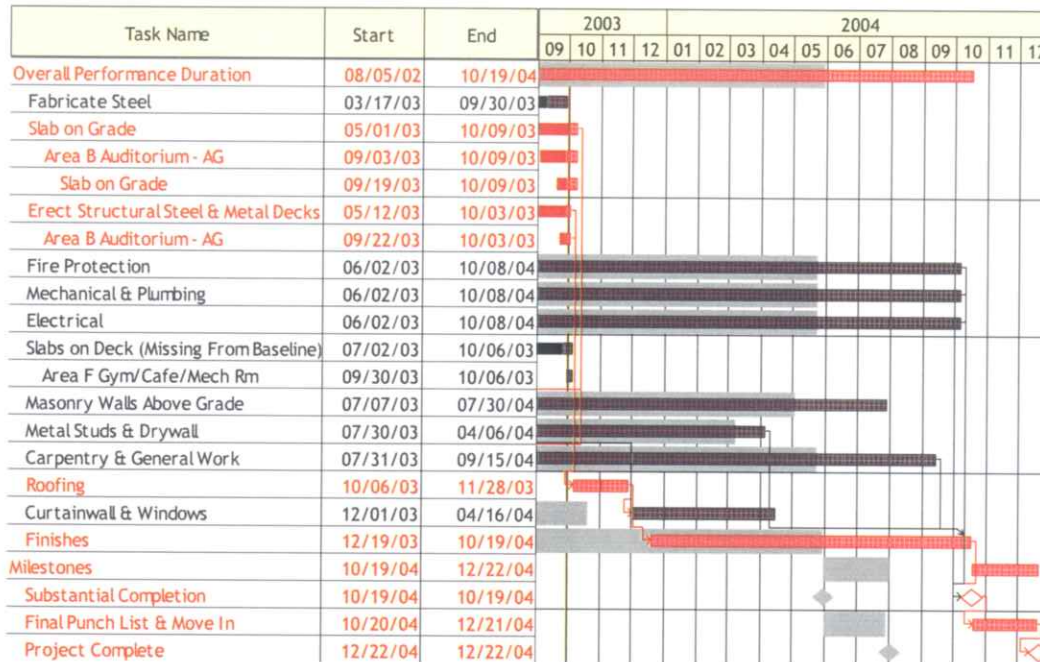 2003 2004
Task Name Start End
09 10 11 12 01 02 03 04 05 06 07 08 09 10 11 12
Overall Performance Duration 08/05/02 10/19/04
Fabricate Steel 03/17/03 09/30/03
Slab on Grade 05/01/03 10/09/03
Area B Auditorium - AG 09/03/03 10/09/03
Slab on Grade 09/19/03 10/09/03
Erect Structural Steel & Metal Decks 05/12/03 10/03/03
Area B Auditorium - AG 09/22/03 10/03/03
Fire Protection 06/02/03 10/08/04
Mechanical & Plumbing 06/02/03 10/08/04
Electrical 06/02/03 10/08/04
Slabs on Deck (Missing From Baseline) 07/02/03 10/06/03
Area F Gym/Cafe/Mech Rm 09/30/03 10/06/03
Masonry Walls Above Grade 07/07/03 07/30/04
Metal Studs & Drywall 07/30/03 04/06/04
Carpentry & General Work 07/31/03 09/15/04
Roofing 10/06/03 11/28/03
Curtainwall & Windows 12/01/03 04/16/04
Finishes 12/19/03 10/19/04
Milestones 10/19/04 12/22/04
Substantial Completion 10/19/04 10/19/04
Final Punch List & Move In 10/20/04 12/21/04
Project Complete 12/22/04 12/22/04